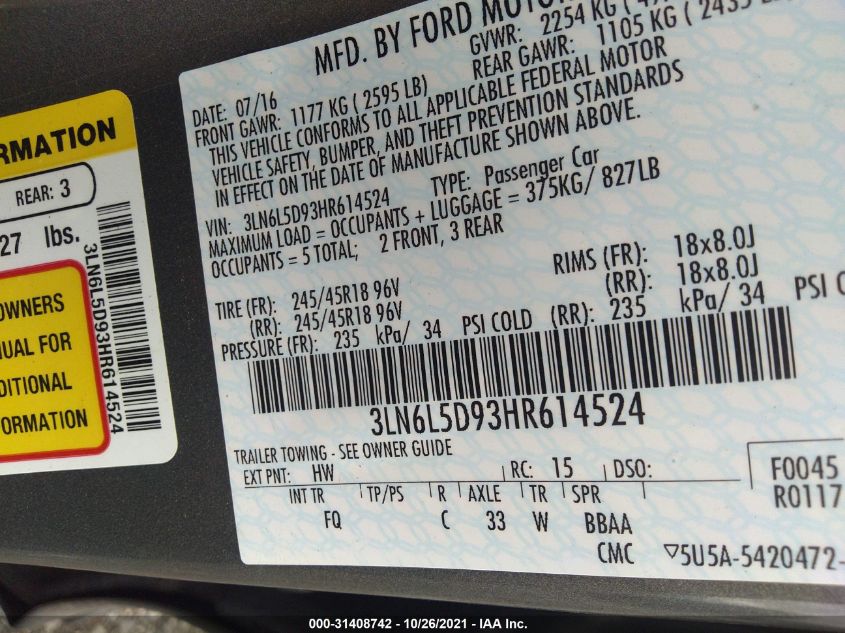 RMATION
REAR: 3
27 lbs.
3LN6L5D93HR614524
OWNERS
UAL FOR
DITIONAL
FORMATION
MFD. BY FORD MOTOR
GVWR: 2254 KG
DATE: 07/16
REAR GAWR: 1105 KG ( 2435
FRONT GAWR: 1177 KG ( 2595 LB)
THIS VEHICLE CONFORMS TO ALL APPLICABLE FEDERAL MOTOR
VEHICLE SAFETY, BUMPER, AND THEFT PREVENTION STANDARDS
IN EFFECT ON THE DATE OF MANUFACTURE SHOWN ABOVE.
VIN: 3LN6L5D93HR614524 TYPE: Passenger Car
MAXIMUM LOAD = OCCUPANTS + LUGGAGE = 375KG/ 827LB
OCCUPANTS = 5 TOTAL; 2 FRONT, 3 REAR
RIMS (FR): 18x8.0J
TIRE (FR): 245/45R18 96V (RR): 18x8.0J
(RR): 245/45R18 96V
PRESSURE (FR): 235 kPa/ 34 PSI COLD (RR): 235 kPa/ 34 PSI C
3LN6L5D93HR614524
TRAILER TOWING - SEE OWNER GUIDE
EXT PNT: HW RC: 15 DSO:
INT TR TP/PS R AXLE TR SPR
FQ C 33 W BBAA
F0045
R0117
CMC ▽5U5A-5420472-
000-31408742 - 10/26/2021 - IAA Inc.